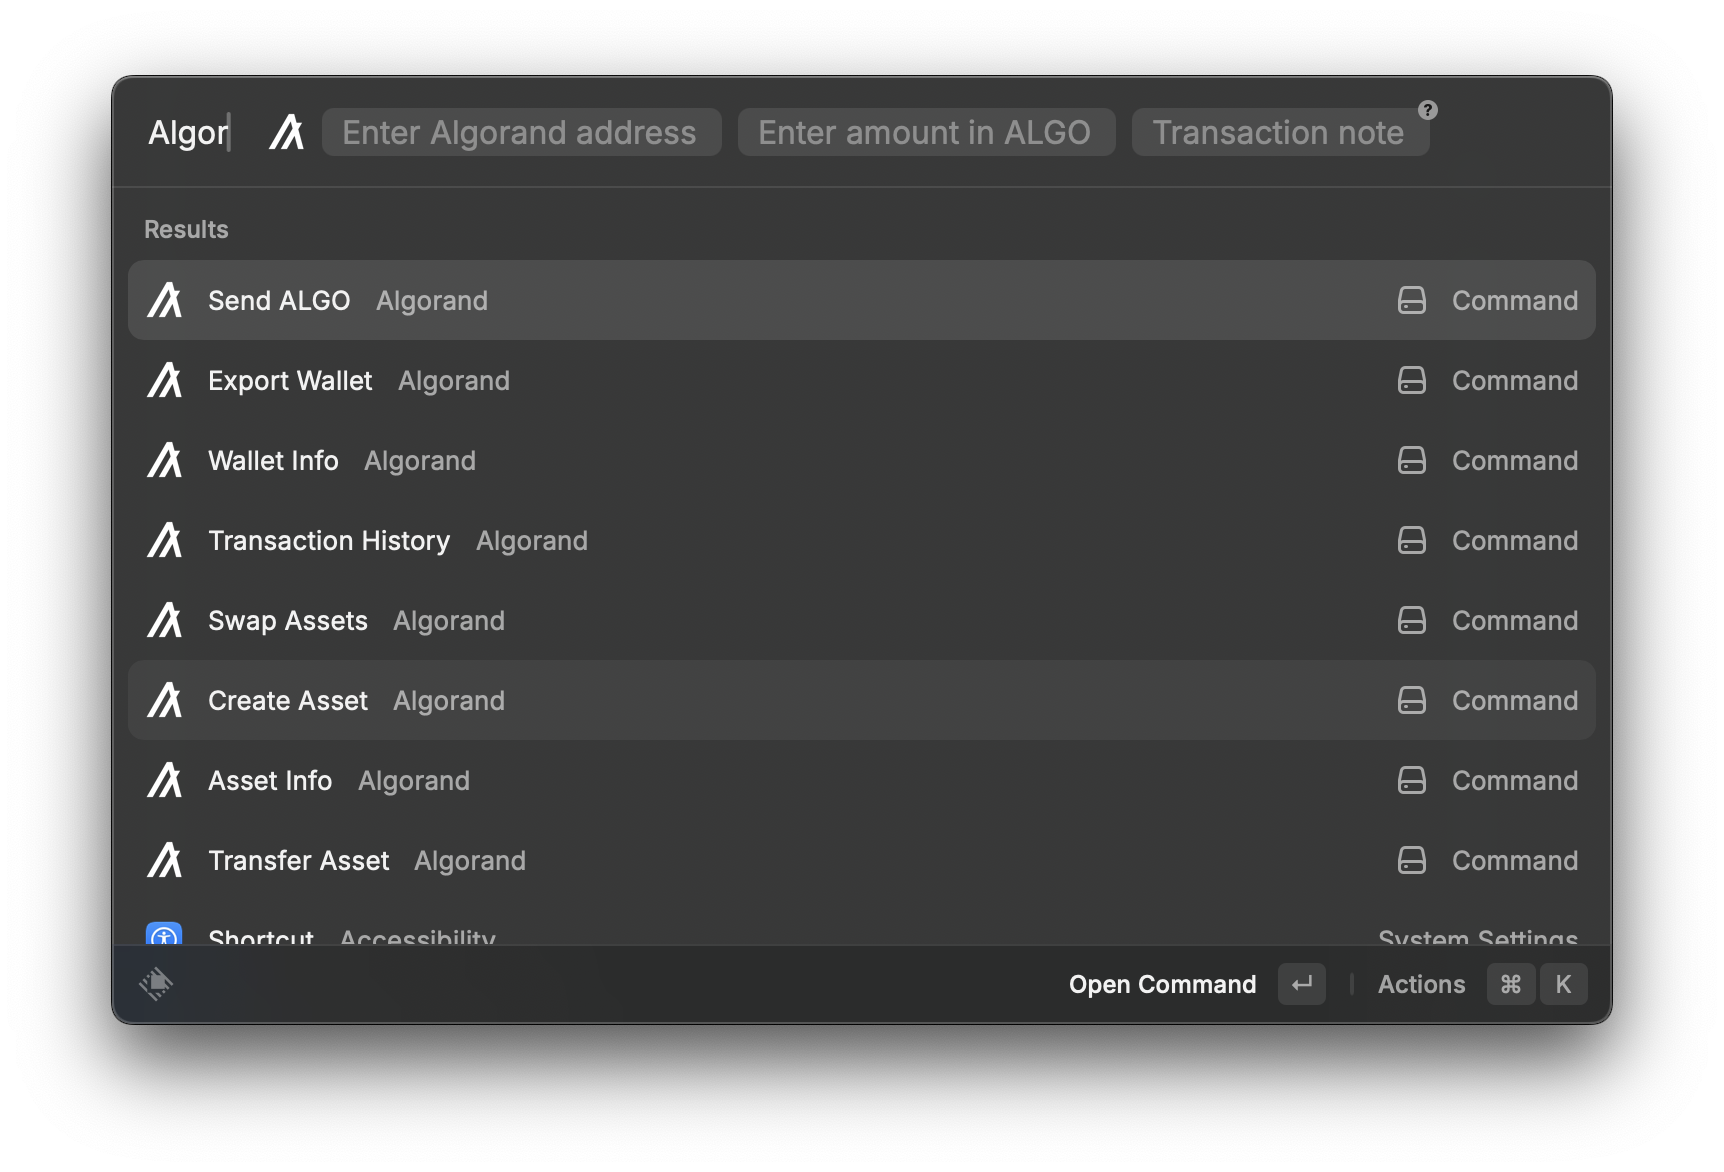 Algor Enter Algorand address Enter amount in ALGO Transaction note ?
Results
Send ALGO Algorand Command
Export Wallet Algorand Command
Wallet Info Algorand Command
Transaction History Algorand Command
Swap Assets Algorand Command
Create Asset Algorand Command
Asset Info Algorand Command
Transfer Asset Algorand Command
Shortcut Accessibility System Settings
Open Command ↵ Actions ⌘ K